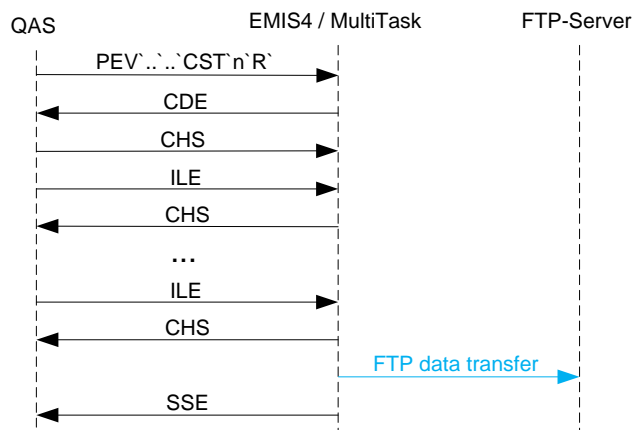 QAS
EMIS4 / MultiTask
FTP-Server
PEV`..`..`CST`n`R`
CDE
CHS
ILE
CHS
...
ILE
CHS
FTP data transfer
SSE